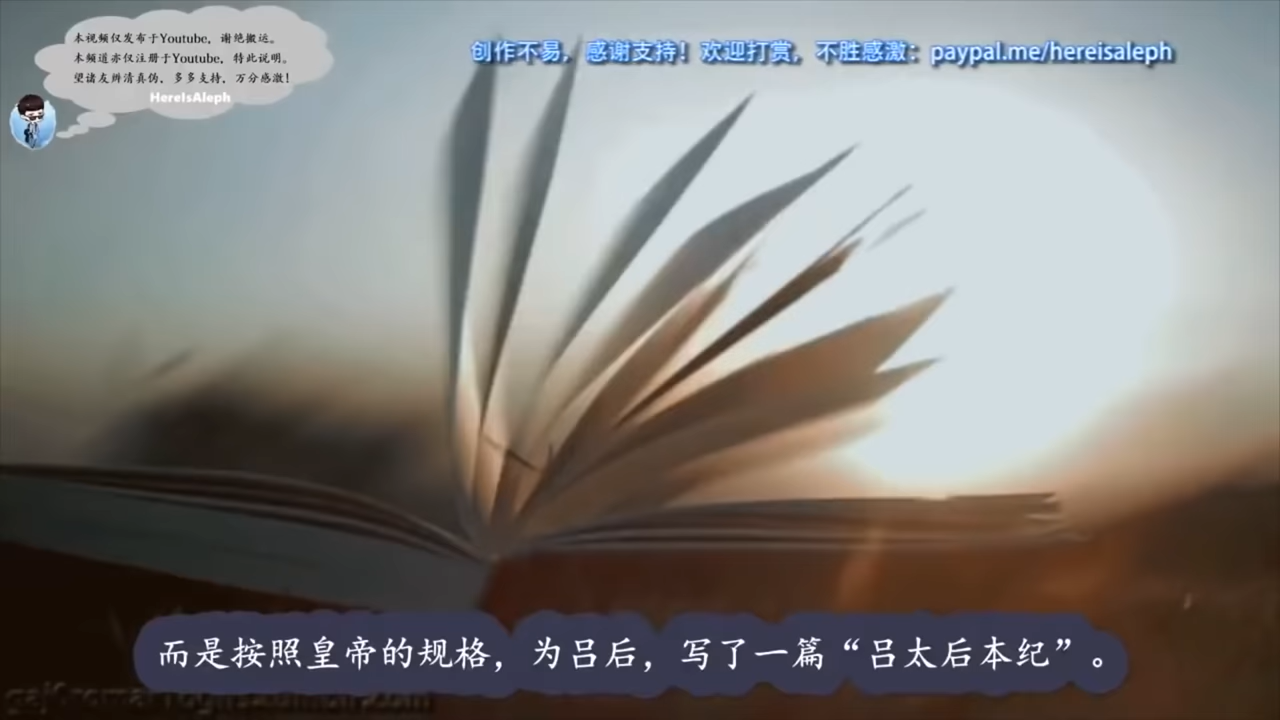 本视频仅发布于Youtube，谢绝搬运。
本频道亦仅注册于Youtube，特此说明。
望诸友辨清真伪，多多支持，万分感激！
HereIsAleph
创作不易，感谢支持！欢迎打赏，不胜感激：paypal.me/hereisaleph
而是按照皇帝的规格，为吕后，写了一篇“吕太后本纪”。